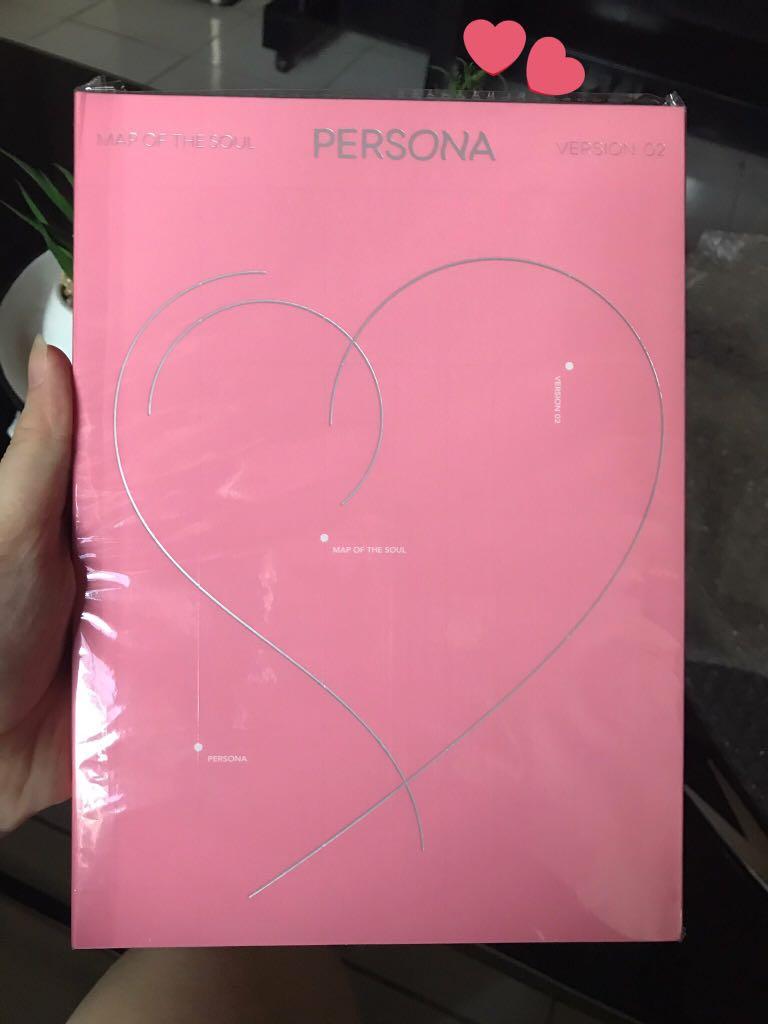 MAP OF THE SOUL
PERSONA
VERSION 02
VERSION 02
MAP OF THE SOUL
PERSONA